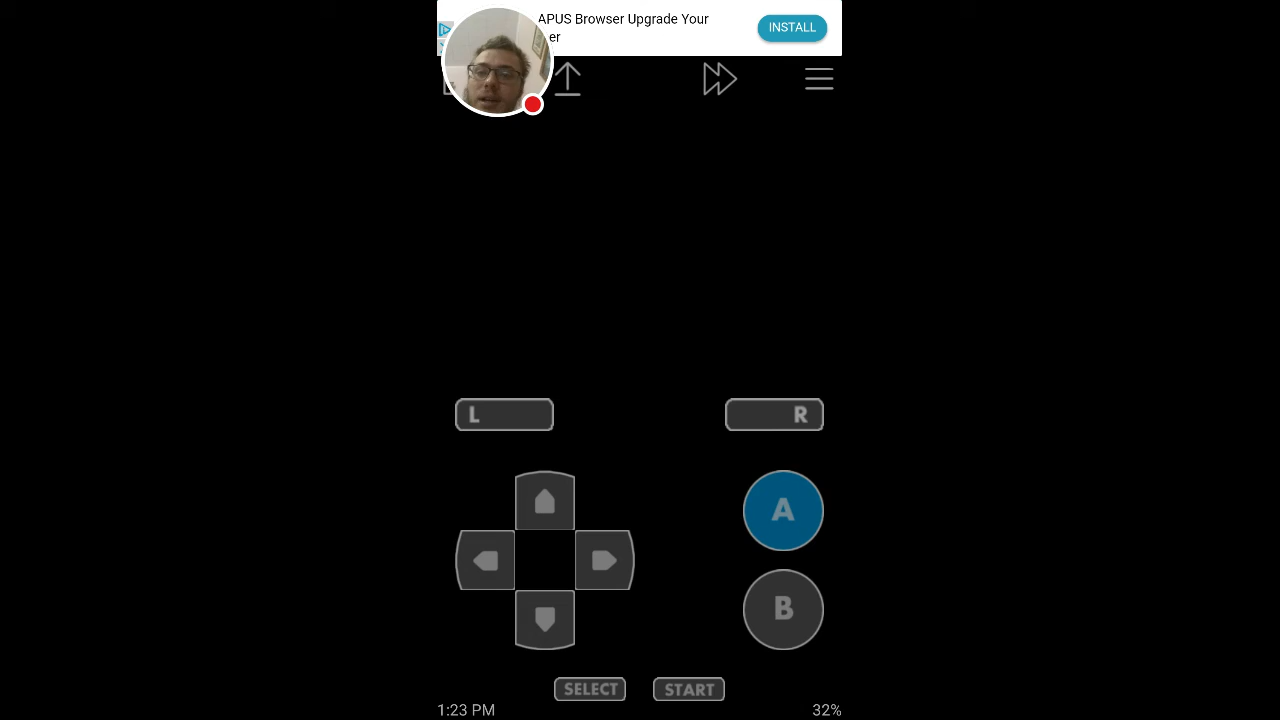 APUS Browser Upgrade Your
er
INSTALL
L
R
A
B
SELECT
START
1:23 PM
32%